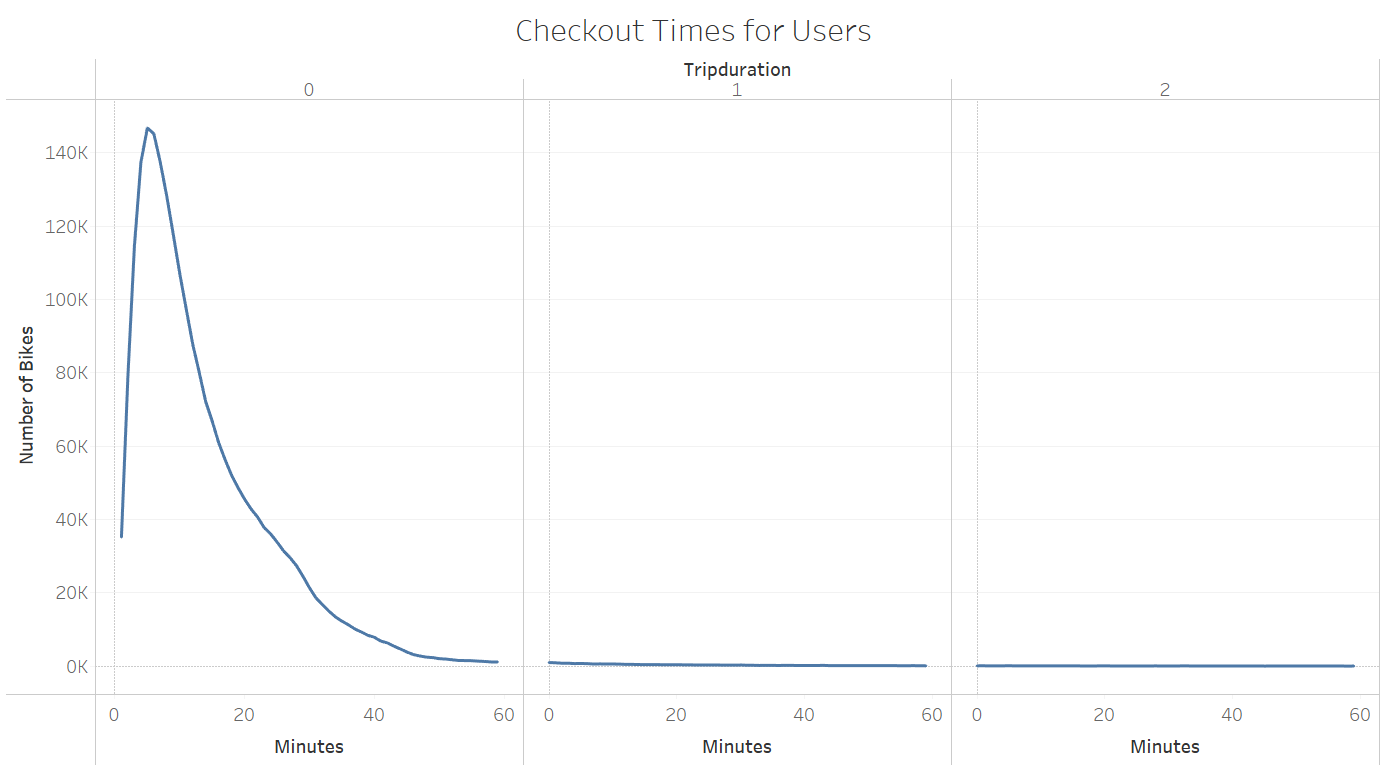 Checkout Times for Users
Tripduration
0 1 2
140K
120K
100K
80K
60K
40K
20K
0K
Number of Bikes
0 20 40 60 0 20 40 60 0 20 40 60
Minutes Minutes Minutes